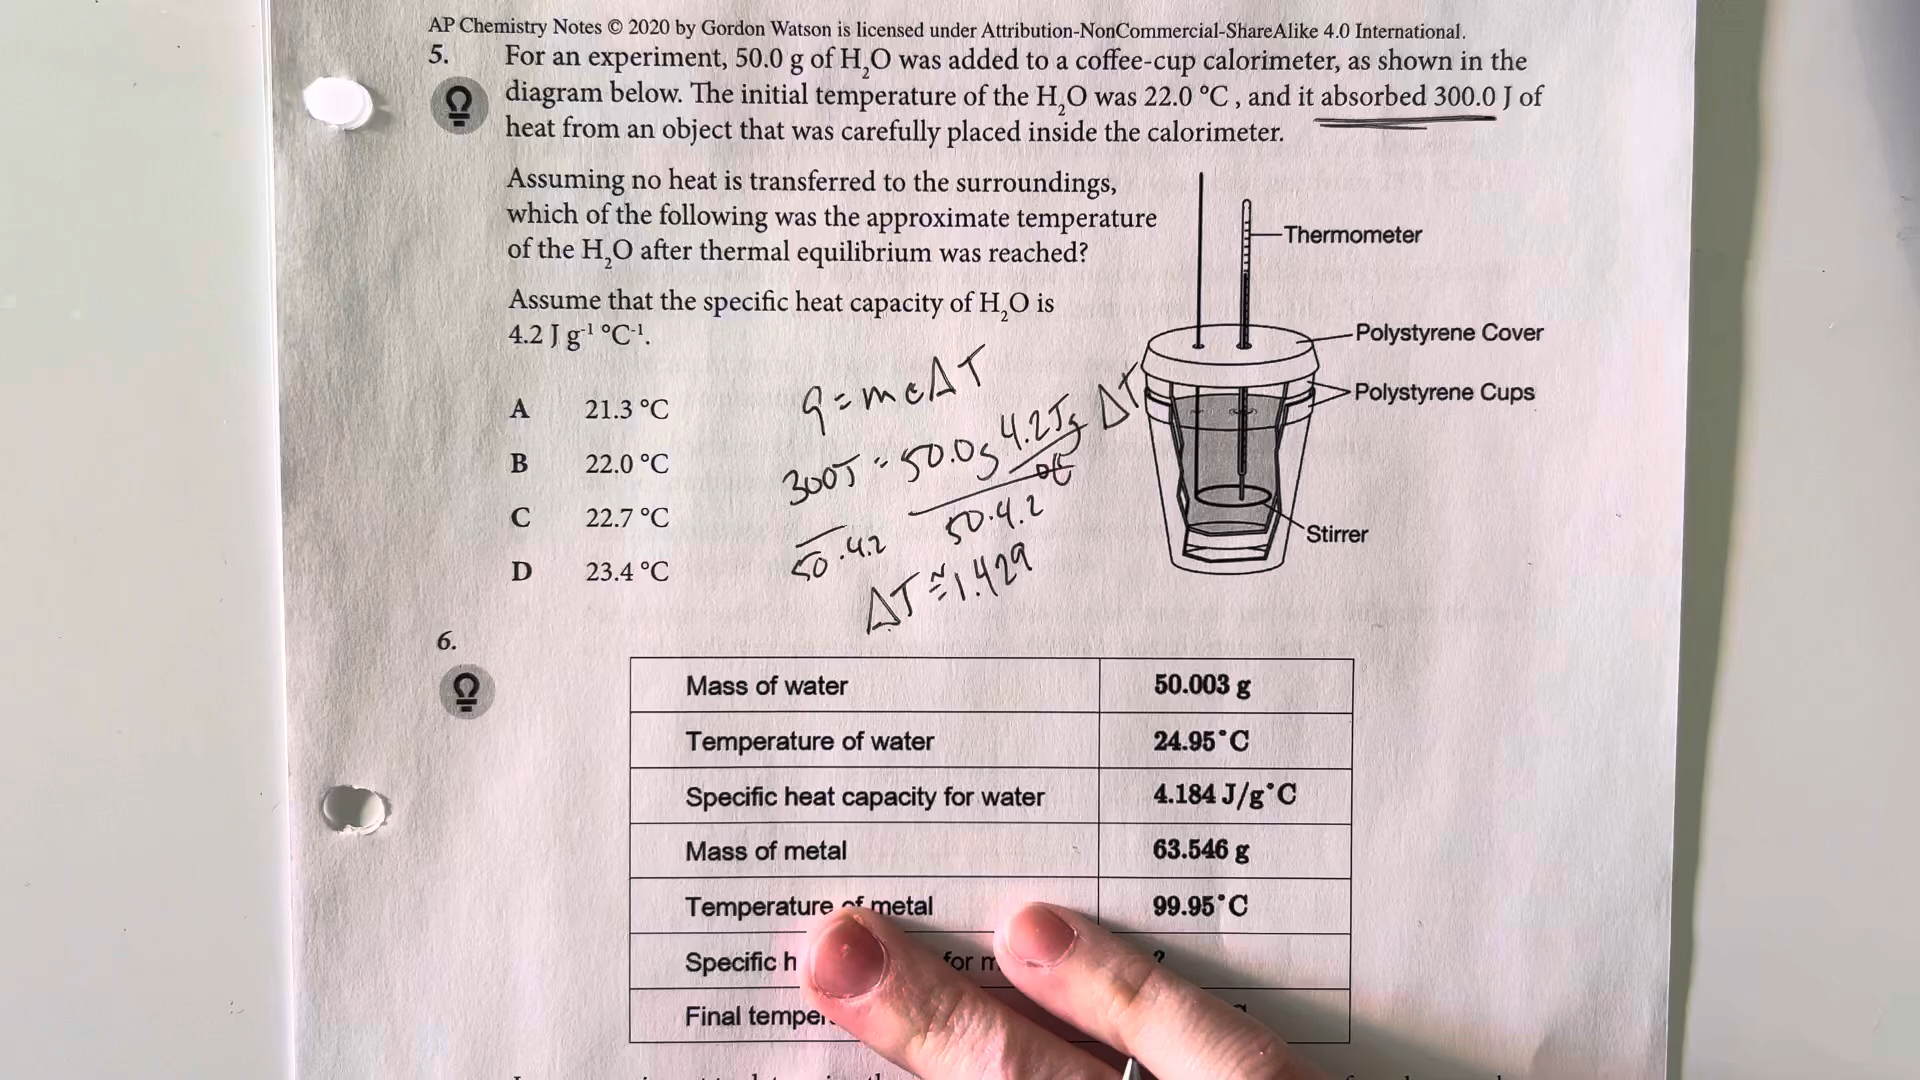 AP Chemistry Notes © 2020 by Gordon Watson is licensed under Attribution-NonCommercial-ShareAlike 4.0 International.
5. For an experiment, 50.0 g of H₂O was added to a coffee-cup calorimeter, as shown in the
diagram below. The initial temperature of the H₂O was 22.0 °C , and it absorbed 300.0 J of
heat from an object that was carefully placed inside the calorimeter.
Assuming no heat is transferred to the surroundings,
which of the following was the approximate temperature
of the H₂O after thermal equilibrium was reached?
Assume that the specific heat capacity of H₂O is
4.2 J g⁻¹ °C⁻¹.
A 21.3 °C
B 22.0 °C
C 22.7 °C
D 23.4 °C
q = mcΔT
300J = 50.0g 4.2Jg ΔT
°C
50 · 4.2 50 · 4.2
ΔT ≈ 1.429
Thermometer
Polystyrene Cover
Polystyrene Cups
Stirrer
6.
Mass of water 50.003 g
Temperature of water 24.95°C
Specific heat capacity for water 4.184 J/g°C
Mass of metal 63.546 g
Temperature of metal 99.95°C
Specific h for m ?
Final